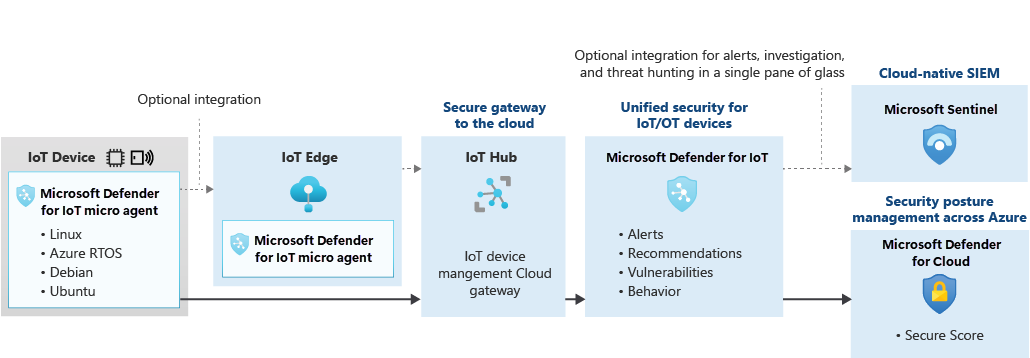 Optional integration for alerts, investigation,
and threat hunting in a single pane of glass
Cloud-native SIEM
Optional integration
Secure gateway
to the cloud
Unified security for
IoT/OT devices
Microsoft Sentinel
IoT Device
IoT Edge
IoT Hub
Microsoft Defender for IoT
Microsoft Defender
for IoT micro agent
• Linux
• Azure RTOS
• Debian
• Ubuntu
Microsoft Defender
for IoT micro agent
IoT device
mengement Cloud
gateway
• Alerts
• Recommendations
• Vulnerabilities
• Behavior
Security posture
management across Azure
Microsoft Defender
for Cloud
• Secure Score